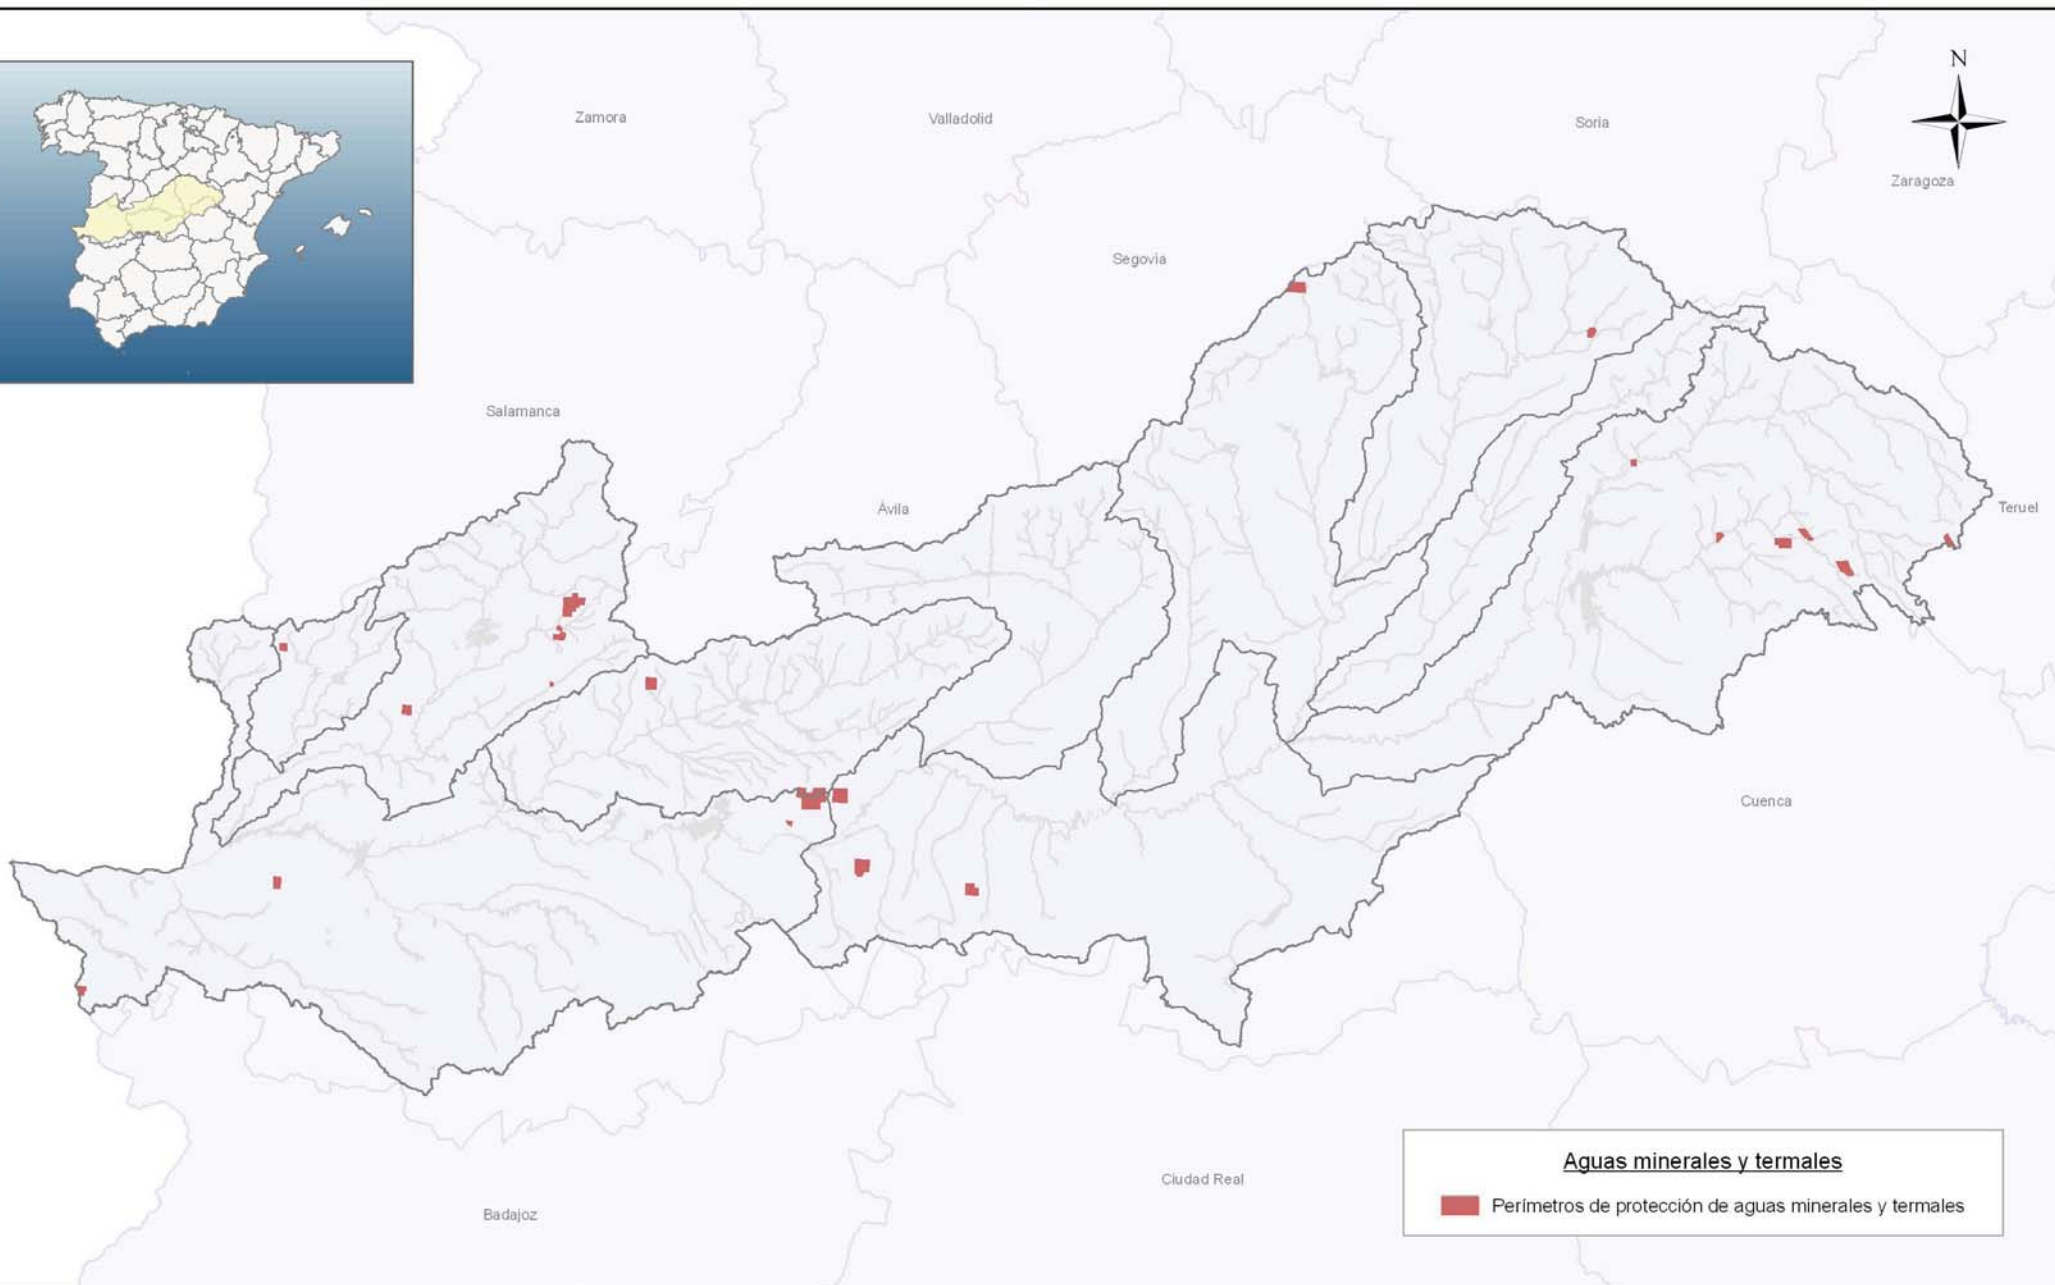 N
Zamora
Valladolid
Soria
Zaragoza
Segovia
Salamanca
Ávila
Teruel
Cuenca
Ciudad Real
Badajoz
Aguas minerales y termales
Perímetros de protección de aguas minerales y termales